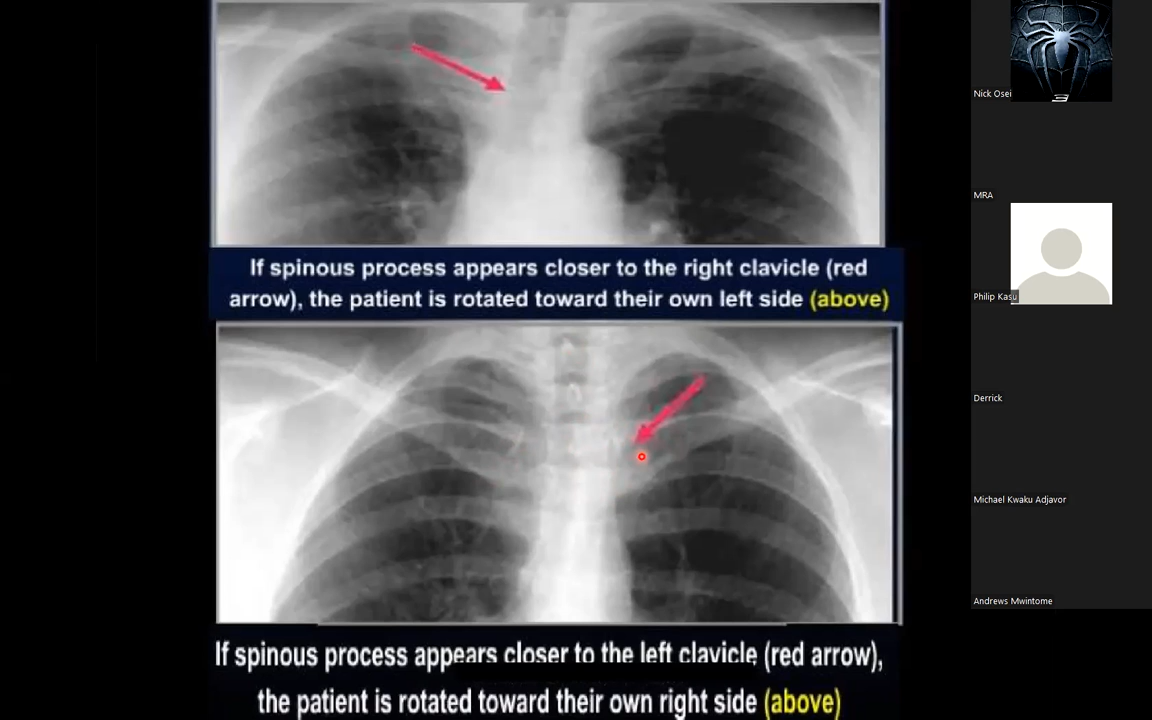 If spinous process appears closer to the right clavicle (red
arrow), the patient is rotated toward their own left side (above)
If spinous process appears closer to the left clavicle (red arrow),
the patient is rotated toward their own right side (above)
Nick Osei
MRA
Philip Kasu
Derrick
Michael Kwaku Adjavor
Andrews Mwintome